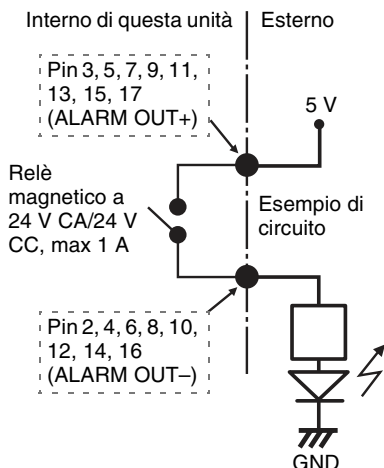 Interno di questa unità
Esterno
Pin 3, 5, 7, 9, 11,
13, 15, 17
(ALARM OUT+)
5 V
Relè
magnetico a
24 V CA/24 V
CC, max 1 A
Esempio di
circuito
Pin 2, 4, 6, 8, 10,
12, 14, 16
(ALARM OUT–)
GND